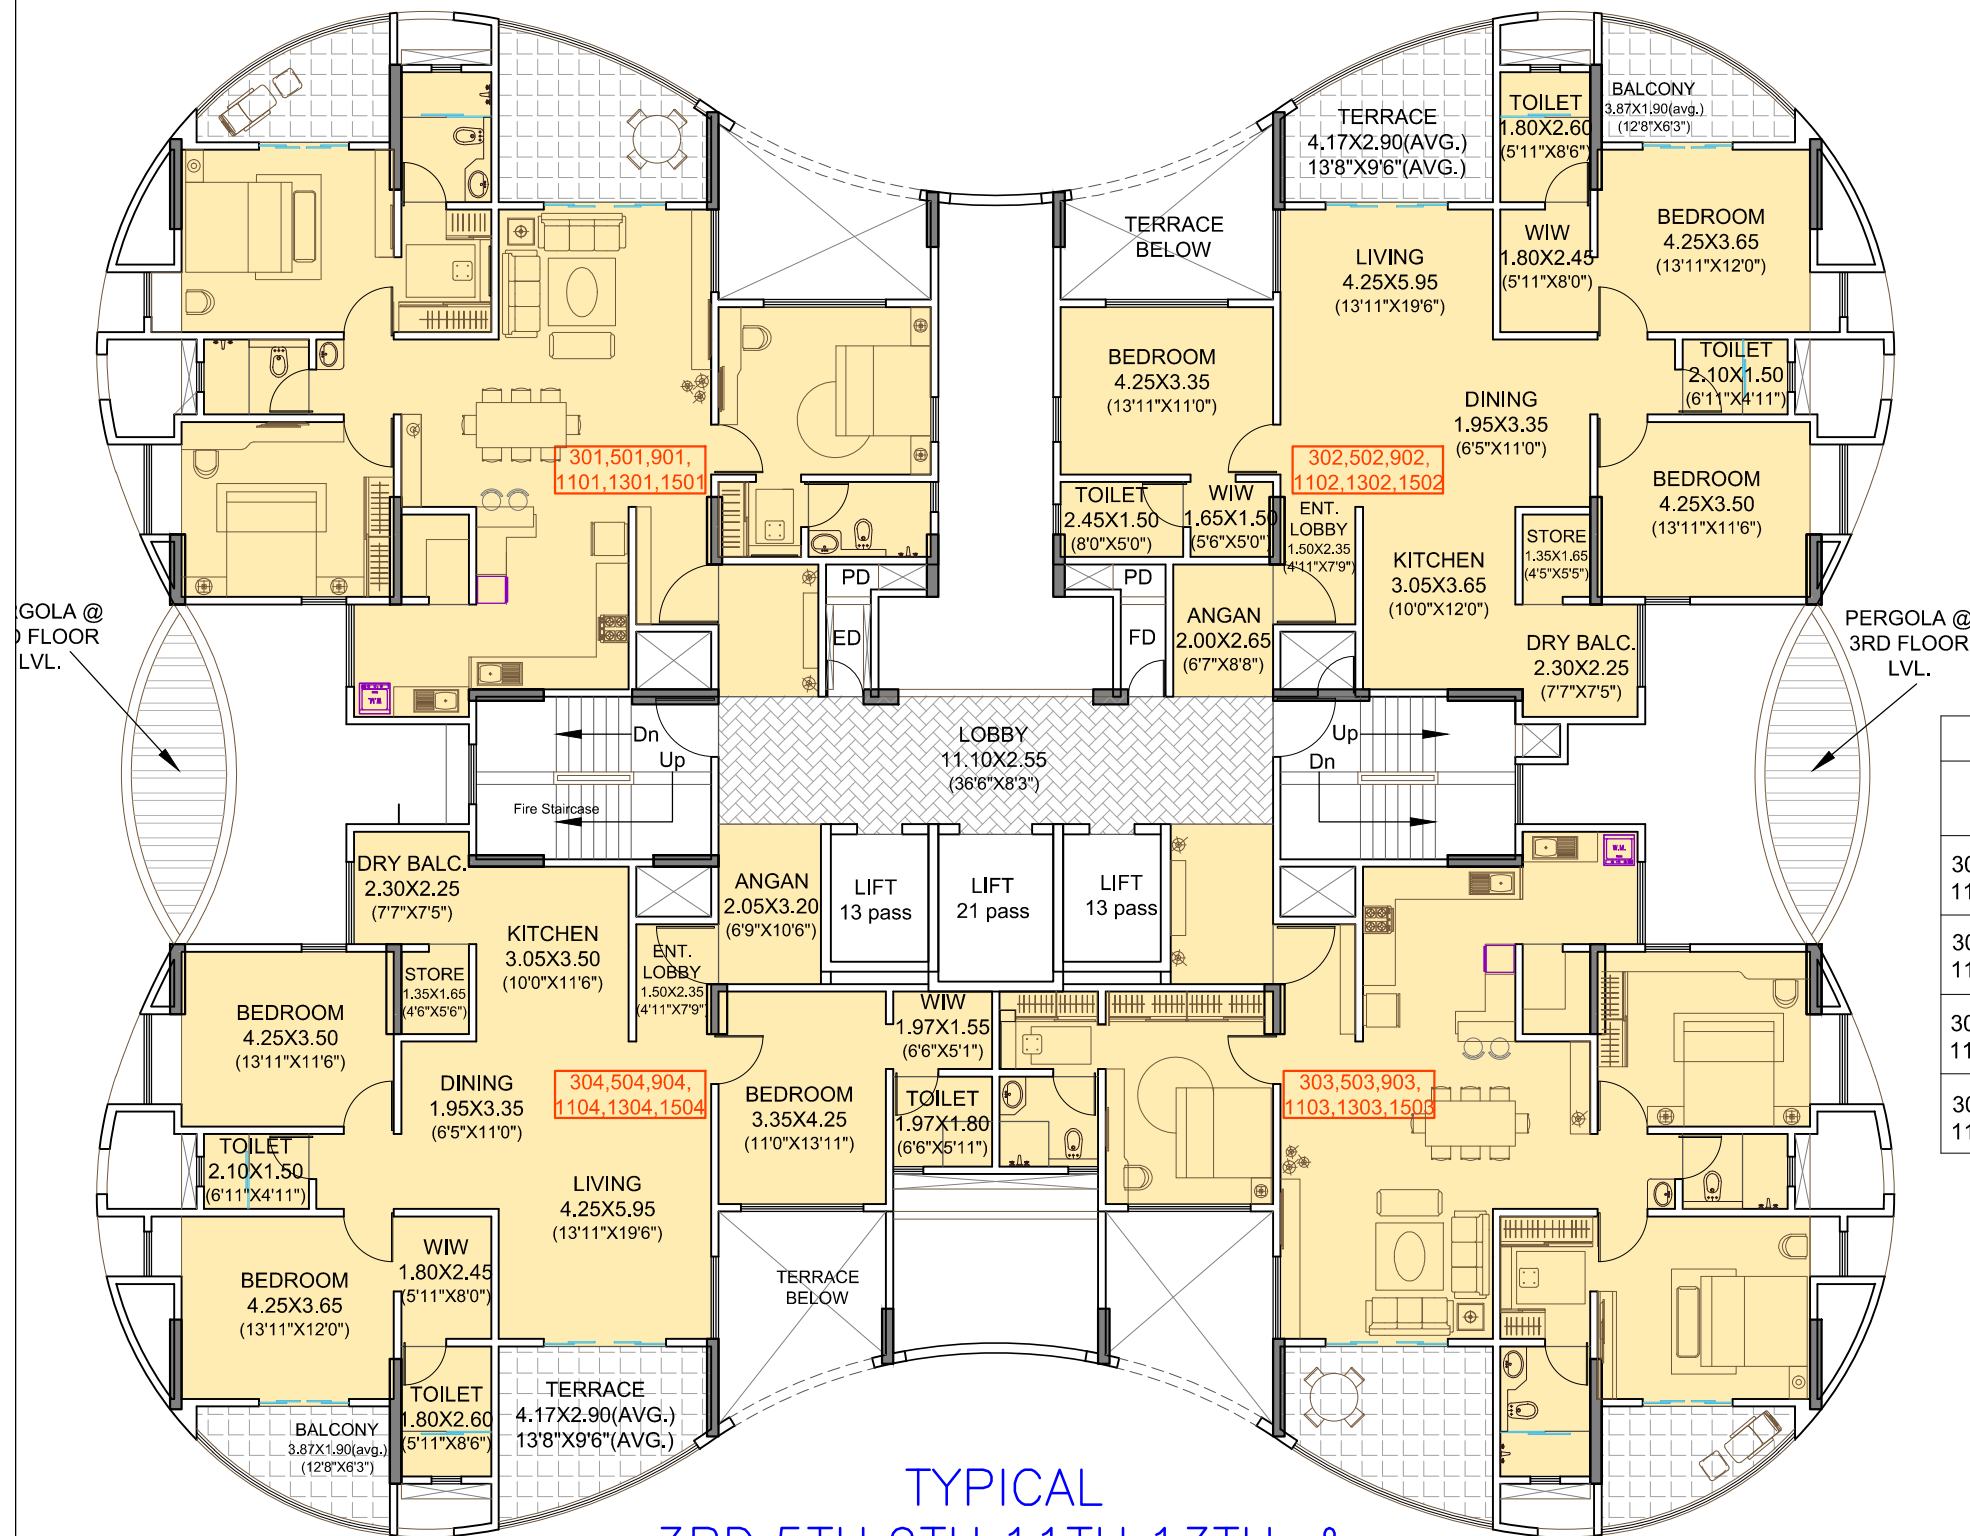 BALCONY
3.87X1.90(avg.)
(12'8"X6'3")
TOILET
1.80X2.60
(5'11"X8'6")
TERRACE
4.17X2.90(AVG.)
13'8"X9'6"(AVG.)
TERRACE
BELOW
BEDROOM
4.25X3.65
(13'11"X12'0")
WIW
1.80X2.45
(5'11"X8'0")
LIVING
4.25X5.95
(13'11"X19'6")
BEDROOM
4.25X3.35
(13'11"X11'0")
TOILET
2.10X1.50
(6'11"X4'11")
DINING
1.95X3.35
(6'5"X11'0")
301,501,901,
1101,1301,1501
302,502,902,
1102,1302,1502
BEDROOM
4.25X3.50
(13'11"X11'6")
TOILET
2.45X1.50
(8'0"X5'0")
WIW
1.65X1.50
(5'6"X5'0")
ENT.
LOBBY
1.50X2.35
(4'11"X7'9")
STORE
1.35X1.65
(4'5"X5'5")
KITCHEN
3.05X3.65
(10'0"X12'0")
PD
PD
ED
FD
ANGAN
2.00X2.65
(6'7"X8'8")
DRY BALC.
2.30X2.25
(7'7"X7'5")
RGOLA @
FLOOR
LVL.
PERGOLA @
3RD FLOOR
LVL.
W.M.
Dn
Up
Fire Staircase
LOBBY
11.10X2.55
(36'6"X8'3")
Up
Dn
DRY BALC.
2.30X2.25
(7'7"X7'5")
ANGAN
2.05X3.20
(6'9"X10'6")
LIFT
13 pass
LIFT
21 pass
LIFT
13 pass
W.M.
30
11
30
11
30
11
30
11
KITCHEN
3.05X3.50
(10'0"X11'6")
ENT.
LOBBY
1.50X2.35
(4'11"X7'9")
STORE
1.35X1.65
(4'6"X5'6")
BEDROOM
4.25X3.50
(13'11"X11'6")
WIW
1.97X1.55
(6'6"X5'1")
DINING
1.95X3.35
(6'5"X11'0")
304,504,904,
1104,1304,1504
BEDROOM
3.35X4.25
(11'0"X13'11")
TOILET
1.97X1.80
(6'6"X5'11")
303,503,903,
1103,1303,1503
TOILET
2.10X1.50
(6'11"X4'11")
LIVING
4.25X5.95
(13'11"X19'6")
WIW
1.80X2.45
(5'11"X8'0")
BEDROOM
4.25X3.65
(13'11"X12'0")
TERRACE
BELOW
TOILET
1.80X2.60
(5'11"X8'6")
TERRACE
4.17X2.90(AVG.)
13'8"X9'6"(AVG.)
BALCONY
3.87X1.90(avg.)
(12'8"X6'3")
TYPICAL
3RD,5TH,9TH,11TH,13TH, &